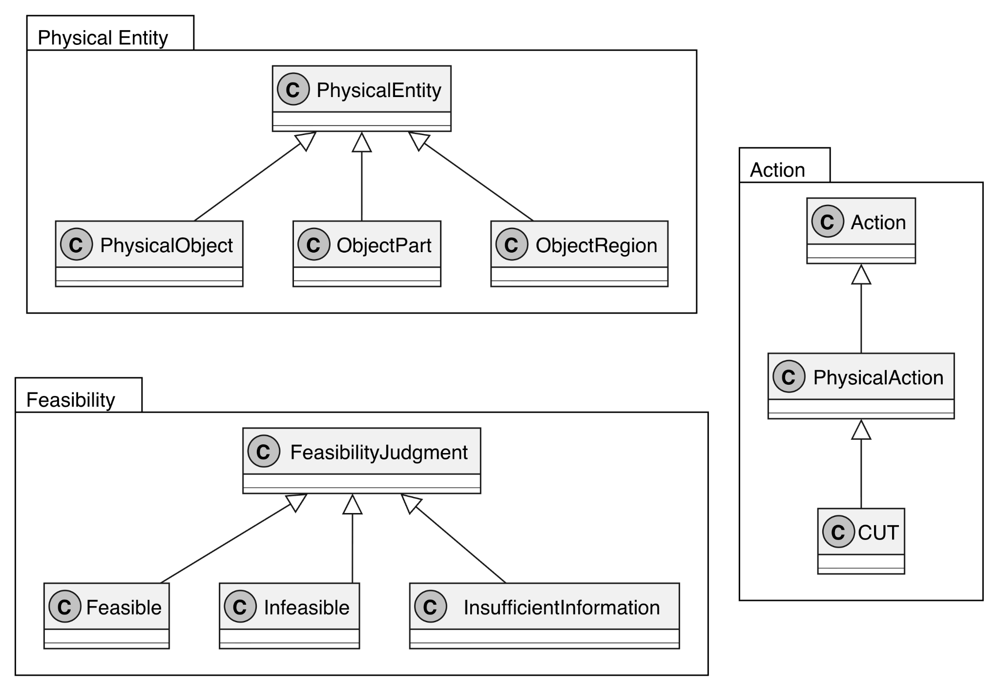 Physical Entity
C PhysicalEntity
C PhysicalObject
C ObjectPart
C ObjectRegion
Action
C Action
C PhysicalAction
C CUT
Feasibility
C FeasibilityJudgment
C Feasible
C Infeasible
C InsufficientInformation